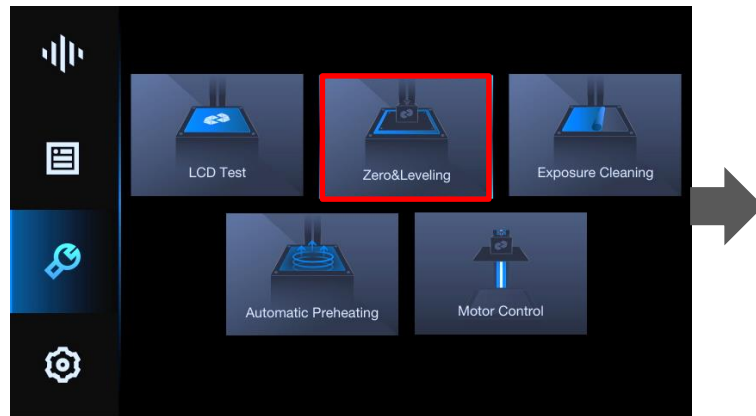 LCD Test
Zero&Leveling
Exposure Cleaning
Automatic Preheating
Motor Control